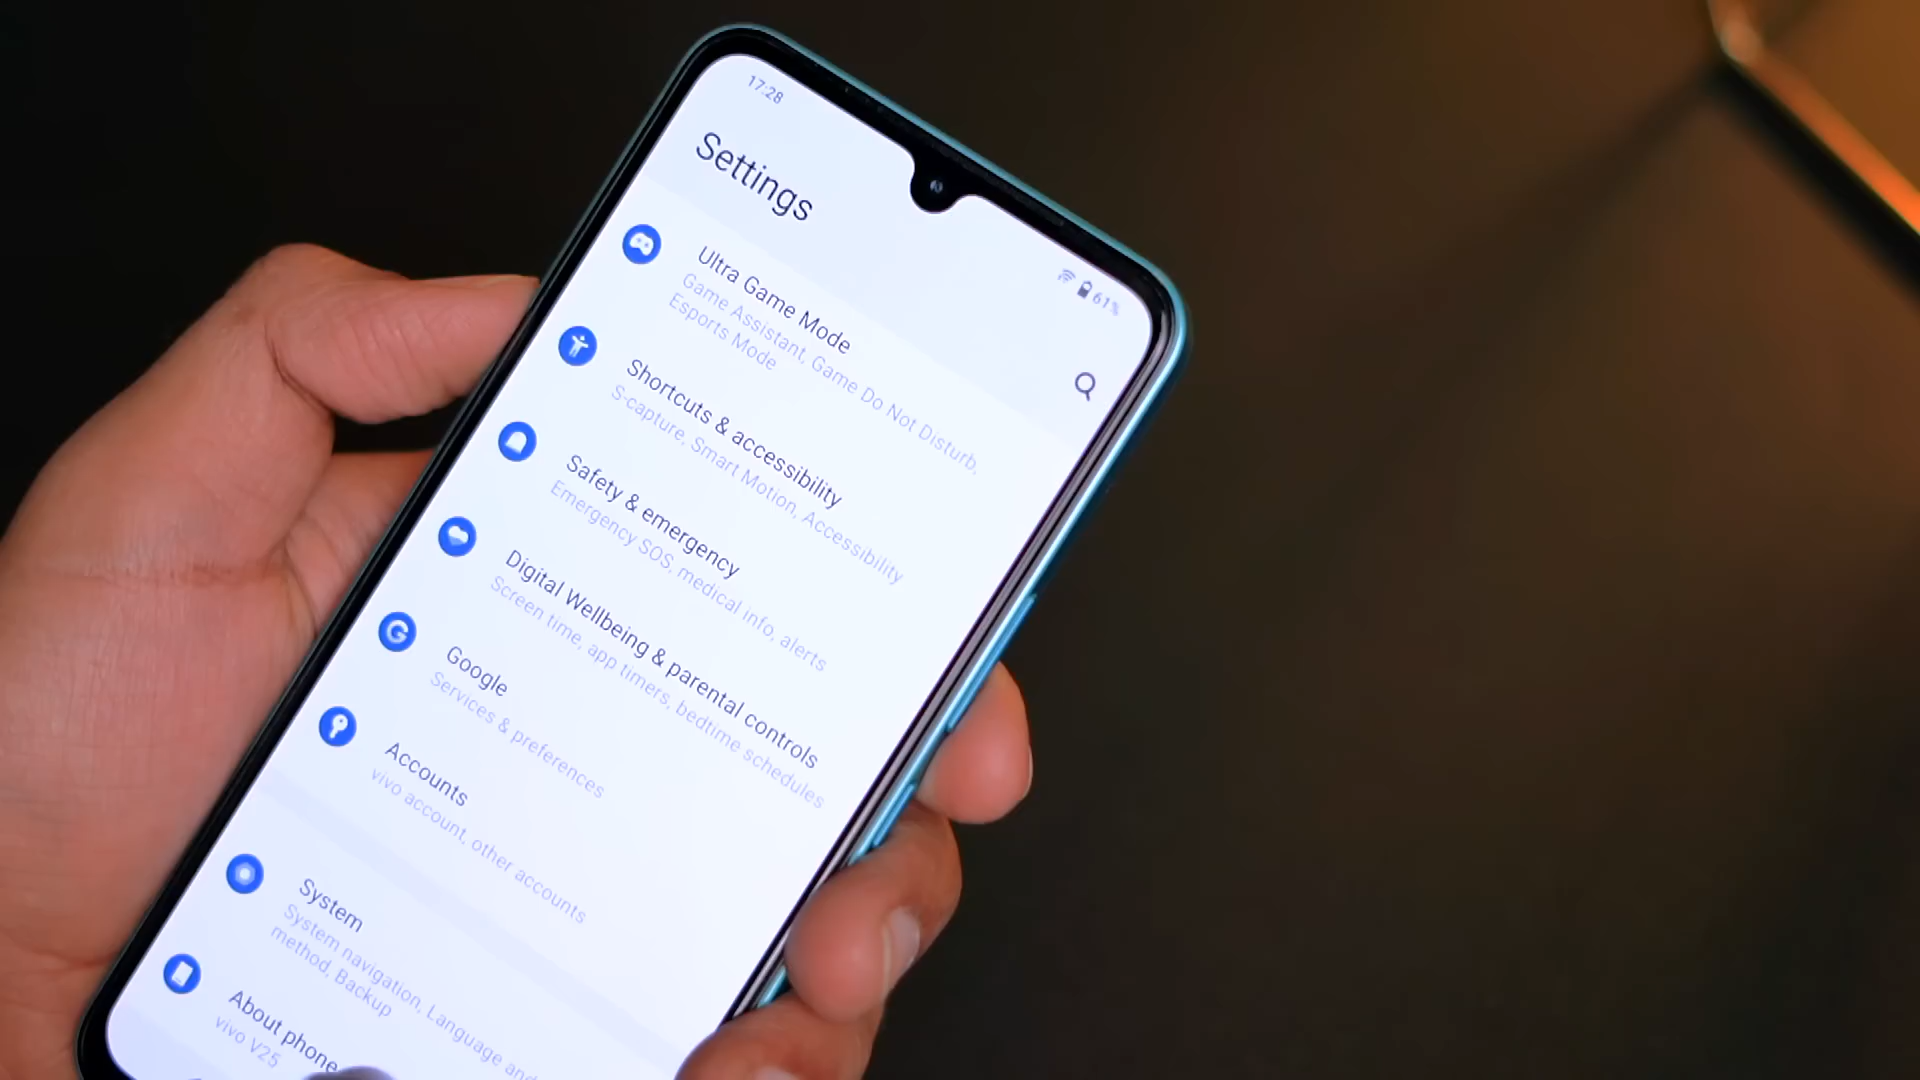 17:28
61%
Settings
Ultra Game Mode
Game Assistant, Game Do Not Disturb,
Esports Mode
Shortcuts & accessibility
S-capture, Smart Motion, Accessibility
Safety & emergency
Emergency SOS, medical info, alerts
Digital Wellbeing & parental controls
Screen time, app timers, bedtime schedules
Google
Services & preferences
Accounts
vivo account, other accounts
System
System navigation, Language and
method, Backup
About phone
vivo V25